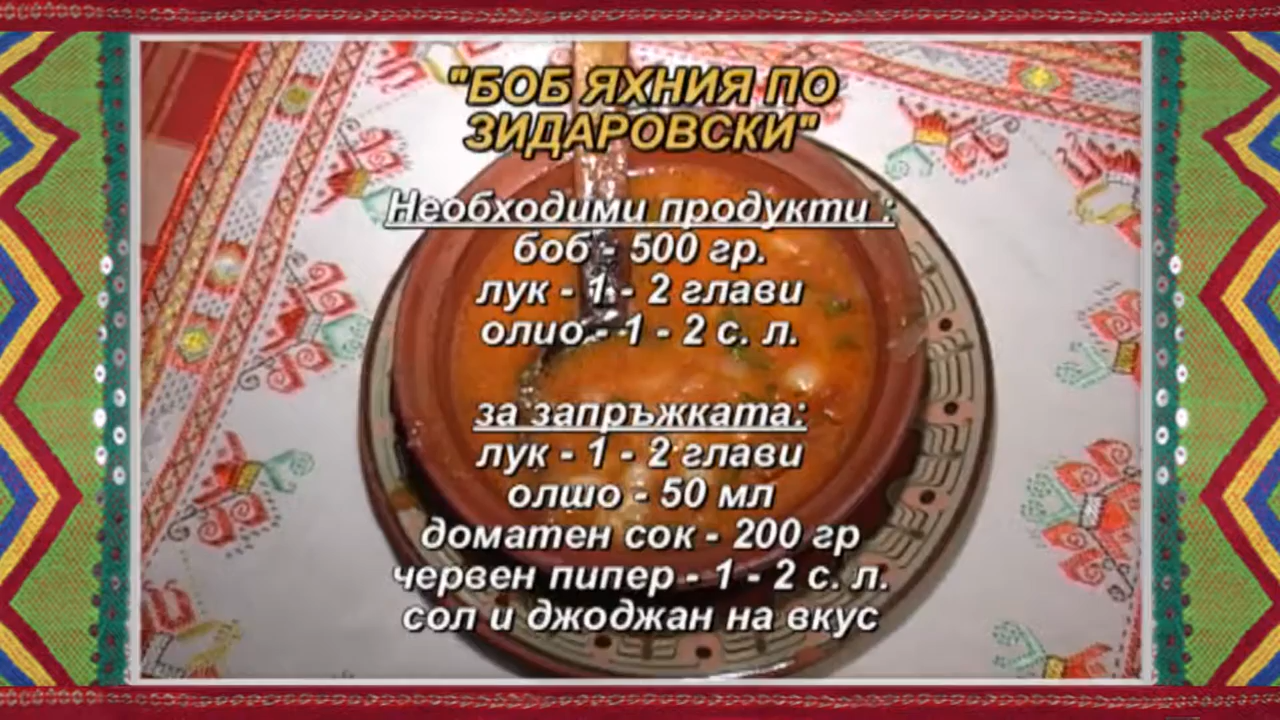 "БОБ ЯХНИЯ ПО
ЗИДАРОВСКИ"
Необходими продукти :
боб - 500 гр.
лук - 1 - 2 глави
олио - 1 - 2 с. л.
за запръжката:
лук - 1 - 2 глави
олшо - 50 мл
доматен сок - 200 гр
червен пипер - 1 - 2 с. л.
сол и джоджан на вкус